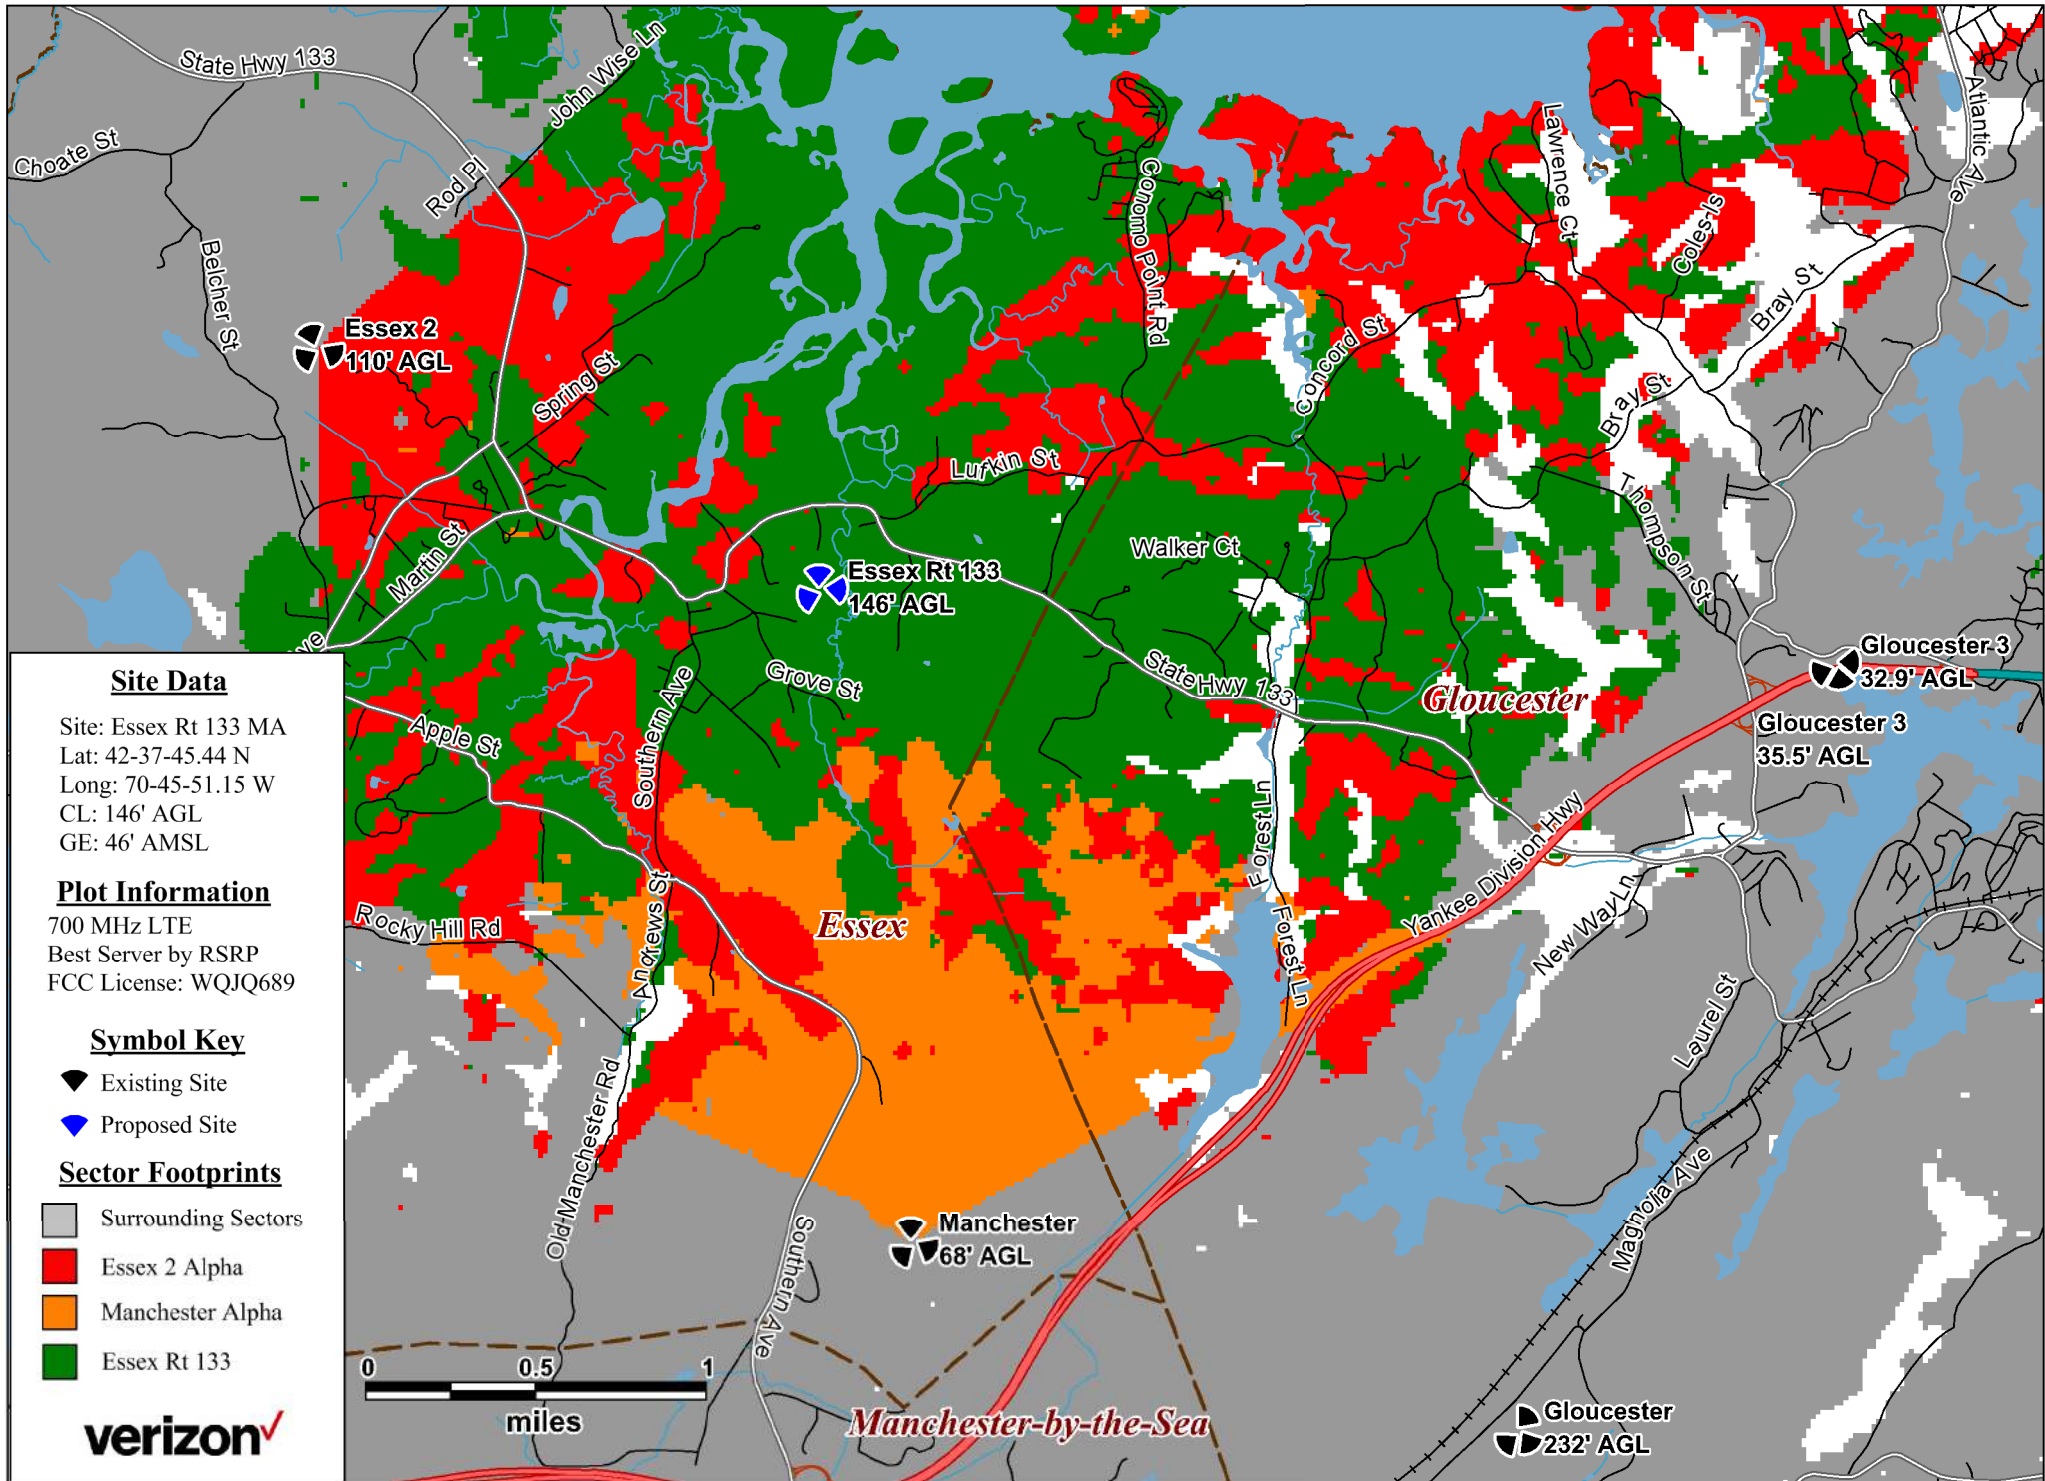 State Hwy 133
John Wise Ln
Choate St
Rod Pl
Belcher St
Essex 2
110' AGL
Spring St
Conomo Point Rd
Lawrence Ct
Coles Is
Atlantic Ave
Bray St
Concord St
Bray St
Lufkin St
Thompson St
Martin St
Walker Ct
Essex Rt 133
146' AGL
State Hwy 133
Grove St
Southern Ave
Apple St
Gloucester
Gloucester 3
32.9' AGL
Gloucester 3
35.5' AGL
ve
Forest Ln
Yankee Division Hwy
Rocky Hill Rd
Andrews St
Essex
Forest Ln
New Way Ln
Laurel St
Old Manchester Rd
Magnolia Ave
Manchester
68' AGL
Southern Ave
Manchester-by-the-Sea
Gloucester
232' AGL
Site Data
Site: Essex Rt 133 MA
Lat: 42-37-45.44 N
Long: 70-45-51.15 W
CL: 146' AGL
GE: 46' AMSL
Plot Information
700 MHz LTE
Best Server by RSRP
FCC License: WQJQ689
Symbol Key
Existing Site
Proposed Site
Sector Footprints
Surrounding Sectors
Essex 2 Alpha
Manchester Alpha
Essex Rt 133
verizon
0 0.5 1
miles